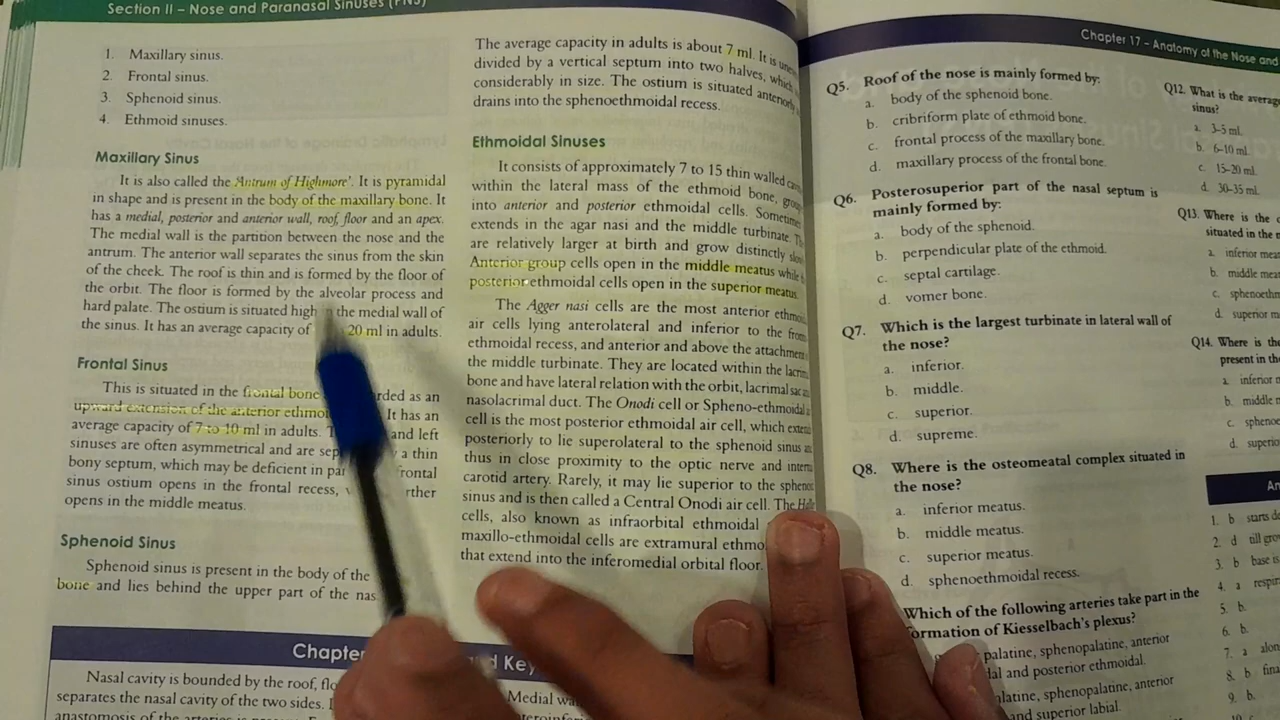 Section II – Nose and Paranasal Sinuses (PNS)
1. Maxillary sinus.
2. Frontal sinus.
3. Sphenoid sinus.
4. Ethmoid sinuses.
Maxillary Sinus
It is also called the 'Antrum of Highmore'. It is pyramidal
in shape and is present in the body of the maxillary bone. It
has a medial, posterior and anterior wall, roof, floor and an apex.
The medial wall is the partition between the nose and the
antrum. The anterior wall separates the sinus from the skin
of the cheek. The roof is thin and is formed by the floor of
the orbit. The floor is formed by the alveolar process and
hard palate. The ostium is situated high the medial wall of
the sinus. It has an average capacity of 20 ml in adults.
Frontal Sinus
This is situated in the frontal bone as an
upward extension of the anterior It has an
average capacity of 7 to 10 ml in adults. and left
sinuses are often asymmetrical and are a thin
bony septum, which may be deficient in frontal
sinus ostium opens in the frontal recess,
opens in the middle meatus.
Sphenoid Sinus
Sphenoid sinus is present in the body of the
bone and lies behind the upper part of the
Nasal cavity is bounded by the roof,
separates the nasal cavity of the two sides.
The average capacity in adults is about 7 ml. It is
divided by a vertical septum into two halves, which
considerably in size. The ostium is situated anteriorly
drains into the sphenoethmoidal recess.
Ethmoidal Sinuses
It consists of approximately 7 to 15 thin walled
within the lateral mass of the ethmoid bone,
into anterior and posterior ethmoidal cells.
extends in the agar nasi and the middle turbinate.
are relatively larger at birth and grow distinctly
Anterior group cells open in the middle meatus while
posterior ethmoidal cells open in the superior meatus.
The Agger nasi cells are the most anterior
air cells lying anterolateral and inferior to the
ethmoidal recess, and anterior and above the attachment
the middle turbinate. They are located within the
bone and have lateral relation with the orbit, lacrimal
nasolacrimal duct. The Onodi cell or Spheno-ethmoidal
cell is the most posterior ethmoidal air cell, which
posteriorly to lie superolateral to the sphenoid sinus
thus in close proximity to the optic nerve and
carotid artery. Rarely, it may lie superior to the
sinus and is then called a Central Onodi air cell. The
cells, also known as infraorbital ethmoidal
maxillo-ethmoidal cells are extramural
that extend into the inferomedial orbital floor.
Medial
Chapter 17 – Anatomy of the Nose and
Q5. Roof of the nose is mainly formed by:
a. body of the sphenoid bone.
b. cribriform plate of ethmoid bone.
c. frontal process of the maxillary bone.
d. maxillary process of the frontal bone.
Q6. Posterosuperior part of the nasal septum is
mainly formed by:
a. body of the sphenoid.
b. perpendicular plate of the ethmoid.
c. septal cartilage.
d. vomer bone.
Q7. Which is the largest turbinate in lateral wall of
the nose?
a. inferior.
b. middle.
c. superior.
d. supreme.
Q8. Where is the osteomeatal complex situated in
the nose?
a. inferior meatus.
b. middle meatus.
c. superior meatus.
d. sphenoethmoidal recess.
Which of the following arteries take part in the
formation of Kiesselbach's plexus?
palatine, sphenopalatine, anterior
and posterior ethmoidal.
sphenopalatine, anterior
and superior labial.
Q12. What is the average
sinus?
a. 3–5 ml.
b. 6–10 ml.
c. 15–20 ml.
d. 30–35 ml.
Q13. Where is the
situated in the
a. inferior
b. middle
c.
d. superior
Q14. Where is the
present in the
a. inferior
b. middle
c.
d.
1. b starts
2. d till
3. b base is
4. a
5. b.
6. b.
7. a
8. b
9. b.